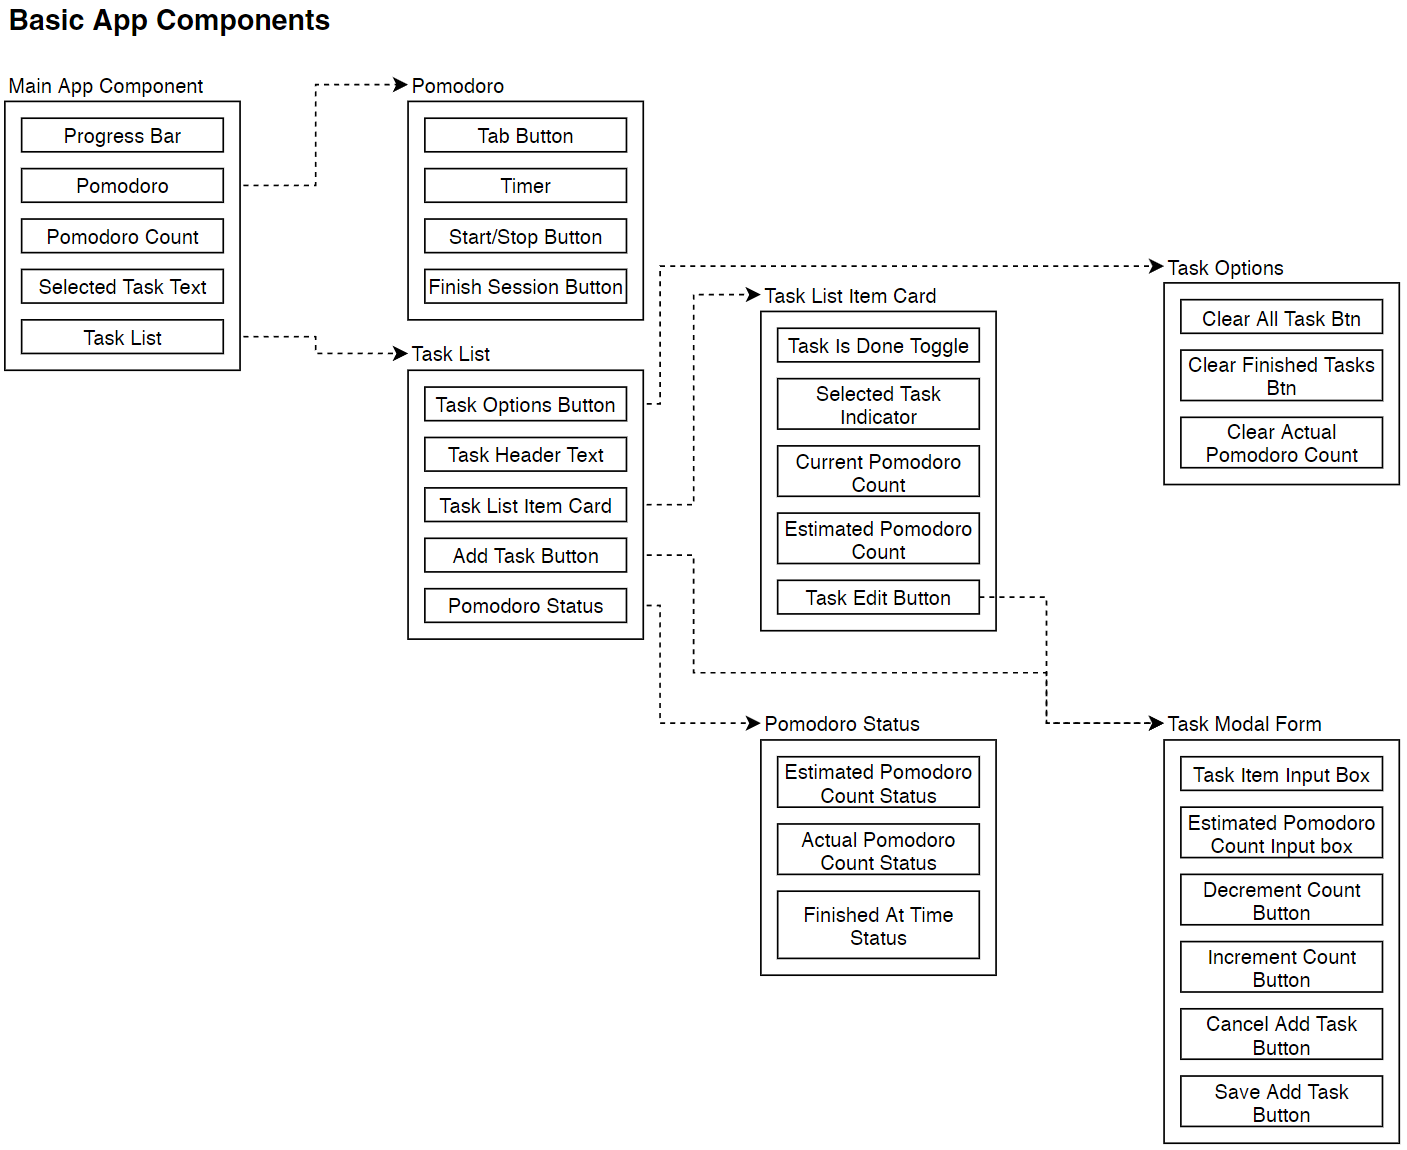 Basic App Components
Main App Component
Progress Bar
Pomodoro
Pomodoro Count
Selected Task Text
Task List
Pomodoro
Tab Button
Timer
Start/Stop Button
Finish Session Button
Task List
Task Options Button
Task Header Text
Task List Item Card
Add Task Button
Pomodoro Status
Task List Item Card
Task Is Done Toggle
Selected Task
Indicator
Current Pomodoro
Count
Estimated Pomodoro
Count
Task Edit Button
Pomodoro Status
Estimated Pomodoro
Count Status
Actual Pomodoro
Count Status
Finished At Time
Status
Task Options
Clear All Task Btn
Clear Finished Tasks
Btn
Clear Actual
Pomodoro Count
Task Modal Form
Task Item Input Box
Estimated Pomodoro
Count Input box
Decrement Count
Button
Increment Count
Button
Cancel Add Task
Button
Save Add Task
Button